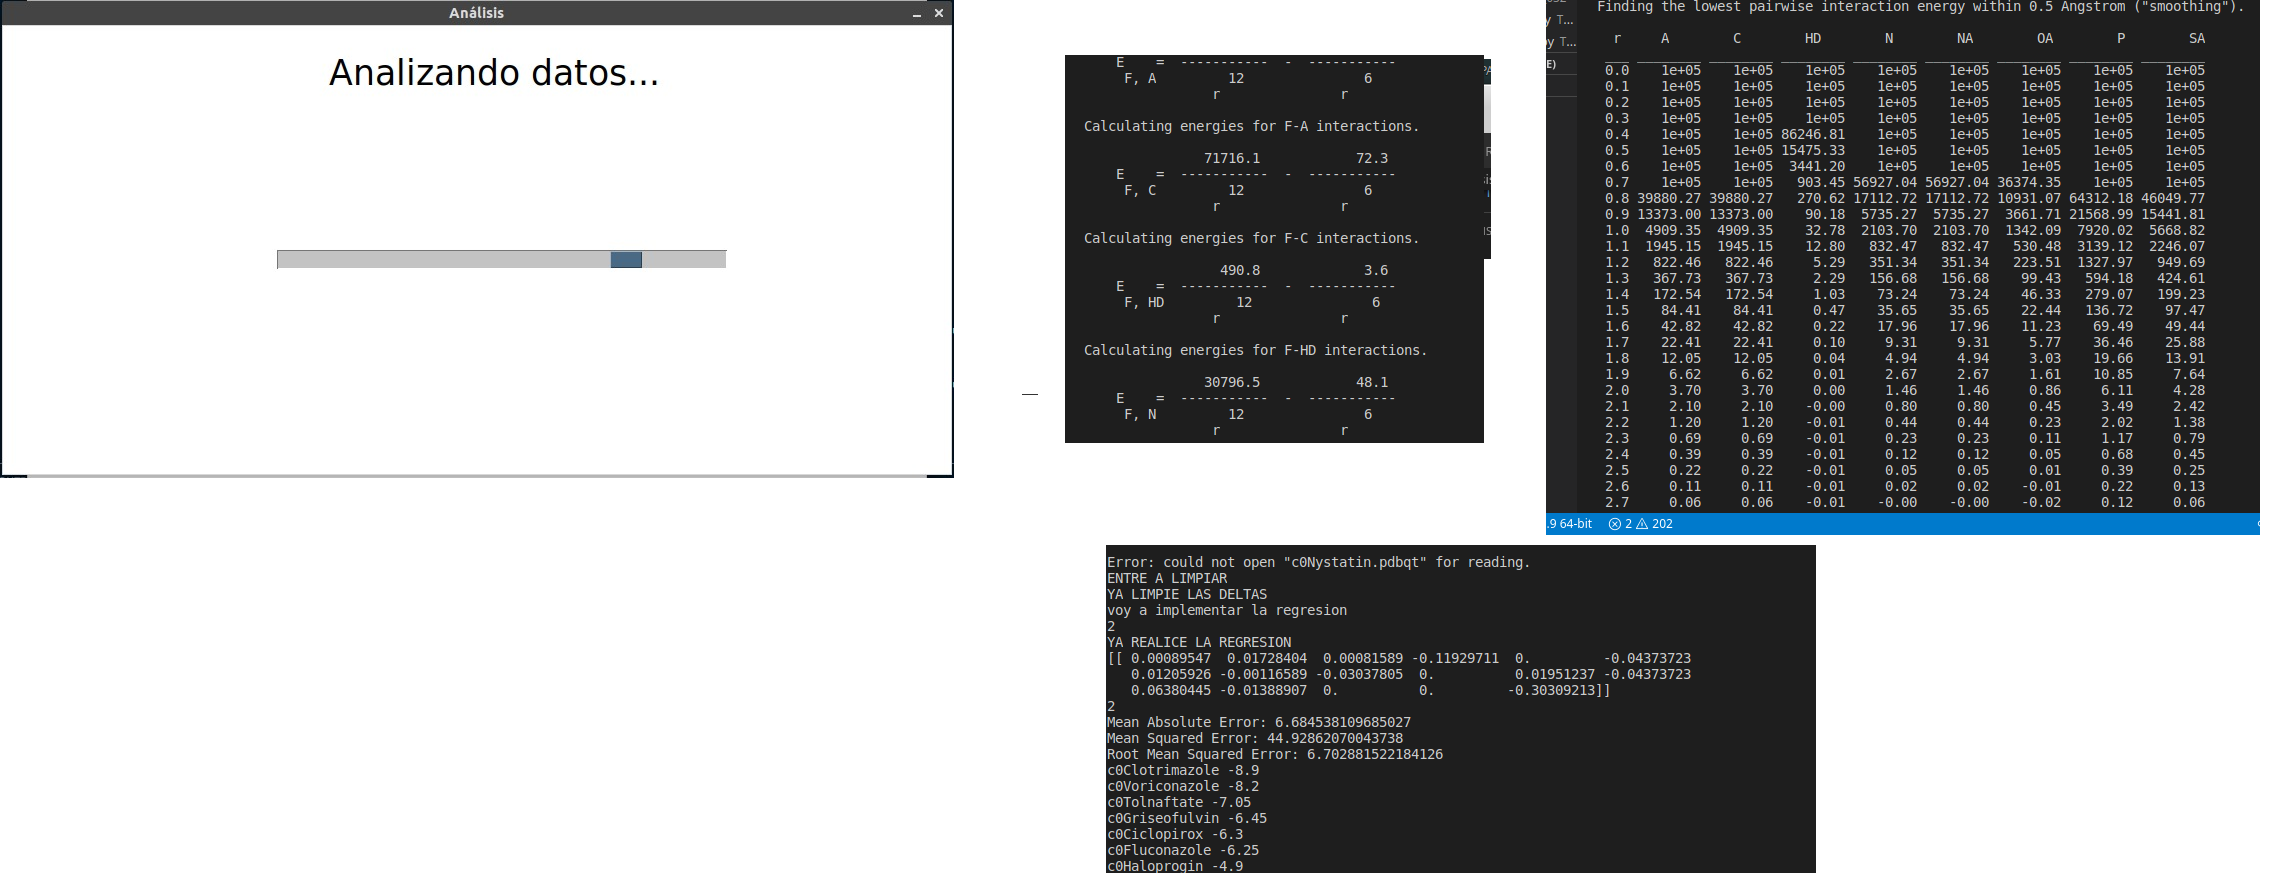 Análisis
Analizando datos...
E    =  -----------  -  -----------
F, A         12               6
r               r
Calculating energies for F-A interactions.
71716.1            72.3
E    =  -----------  -  -----------
F, C         12               6
r               r
Calculating energies for F-C interactions.
490.8             3.6
E    =  -----------  -  -----------
F, HD         12               6
r               r
Calculating energies for F-HD interactions.
30796.5            48.1
E    =  -----------  -  -----------
F, N         12               6
r               r
Finding the lowest pairwise interaction energy within 0.5 Angstrom ("smoothing").
r A C HD N NA OA P SA
0.0 1e+05 1e+05 1e+05 1e+05 1e+05 1e+05 1e+05 1e+05
0.1 1e+05 1e+05 1e+05 1e+05 1e+05 1e+05 1e+05 1e+05
0.2 1e+05 1e+05 1e+05 1e+05 1e+05 1e+05 1e+05 1e+05
0.3 1e+05 1e+05 1e+05 1e+05 1e+05 1e+05 1e+05 1e+05
0.4 1e+05 1e+05 86246.81 1e+05 1e+05 1e+05 1e+05 1e+05
0.5 1e+05 1e+05 15475.33 1e+05 1e+05 1e+05 1e+05 1e+05
0.6 1e+05 1e+05 3441.20 1e+05 1e+05 1e+05 1e+05 1e+05
0.7 1e+05 1e+05 903.45 56927.04 56927.04 36374.35 1e+05 1e+05
0.8 39880.27 39880.27 270.62 17112.72 17112.72 10931.07 64312.18 46049.77
0.9 13373.00 13373.00 90.18 5735.27 5735.27 3661.71 21568.99 15441.81
1.0 4909.35 4909.35 32.78 2103.70 2103.70 1342.09 7920.02 5668.82
1.1 1945.15 1945.15 12.80 832.47 832.47 530.48 3139.12 2246.07
1.2 822.46 822.46 5.29 351.34 351.34 223.51 1327.97 949.69
1.3 367.73 367.73 2.29 156.68 156.68 99.43 594.18 424.61
1.4 172.54 172.54 1.03 73.24 73.24 46.33 279.07 199.23
1.5 84.41 84.41 0.47 35.65 35.65 22.44 136.72 97.47
1.6 42.82 42.82 0.22 17.96 17.96 11.23 69.49 49.44
1.7 22.41 22.41 0.10 9.31 9.31 5.77 36.46 25.88
1.8 12.05 12.05 0.04 4.94 4.94 3.03 19.66 13.91
1.9 6.62 6.62 0.01 2.67 2.67 1.61 10.85 7.64
2.0 3.70 3.70 0.00 1.46 1.46 0.86 6.11 4.28
2.1 2.10 2.10 -0.00 0.80 0.80 0.45 3.49 2.42
2.2 1.20 1.20 -0.01 0.44 0.44 0.23 2.02 1.38
2.3 0.69 0.69 -0.01 0.23 0.23 0.11 1.17 0.79
2.4 0.39 0.39 -0.01 0.12 0.12 0.05 0.68 0.45
2.5 0.22 0.22 -0.01 0.05 0.05 0.01 0.39 0.25
2.6 0.11 0.11 -0.01 0.02 0.02 -0.01 0.22 0.13
2.7 0.06 0.06 -0.01 -0.00 -0.00 -0.02 0.12 0.06
.9 64-bit 2 202
Error: could not open "c0Nystatin.pdbqt" for reading.
ENTRE A LIMPIAR
YA LIMPIE LAS DELTAS
voy a implementar la regresion
2
YA REALICE LA REGRESION
[[ 0.00089547  0.01728404  0.00081589 -0.11929711  0.         -0.04373723
0.01205926 -0.00116589 -0.03037805  0.          0.01951237 -0.04373723
0.06380445 -0.01388907  0.          0.         -0.30309213]]
2
Mean Absolute Error: 6.684538109685027
Mean Squared Error: 44.92862070043738
Root Mean Squared Error: 6.702881522184126
c0Clotrimazole -8.9
c0Voriconazole -8.2
c0Tolnaftate -7.05
c0Griseofulvin -6.45
c0Ciclopirox -6.3
c0Fluconazole -6.25
c0Haloprogin -4.9